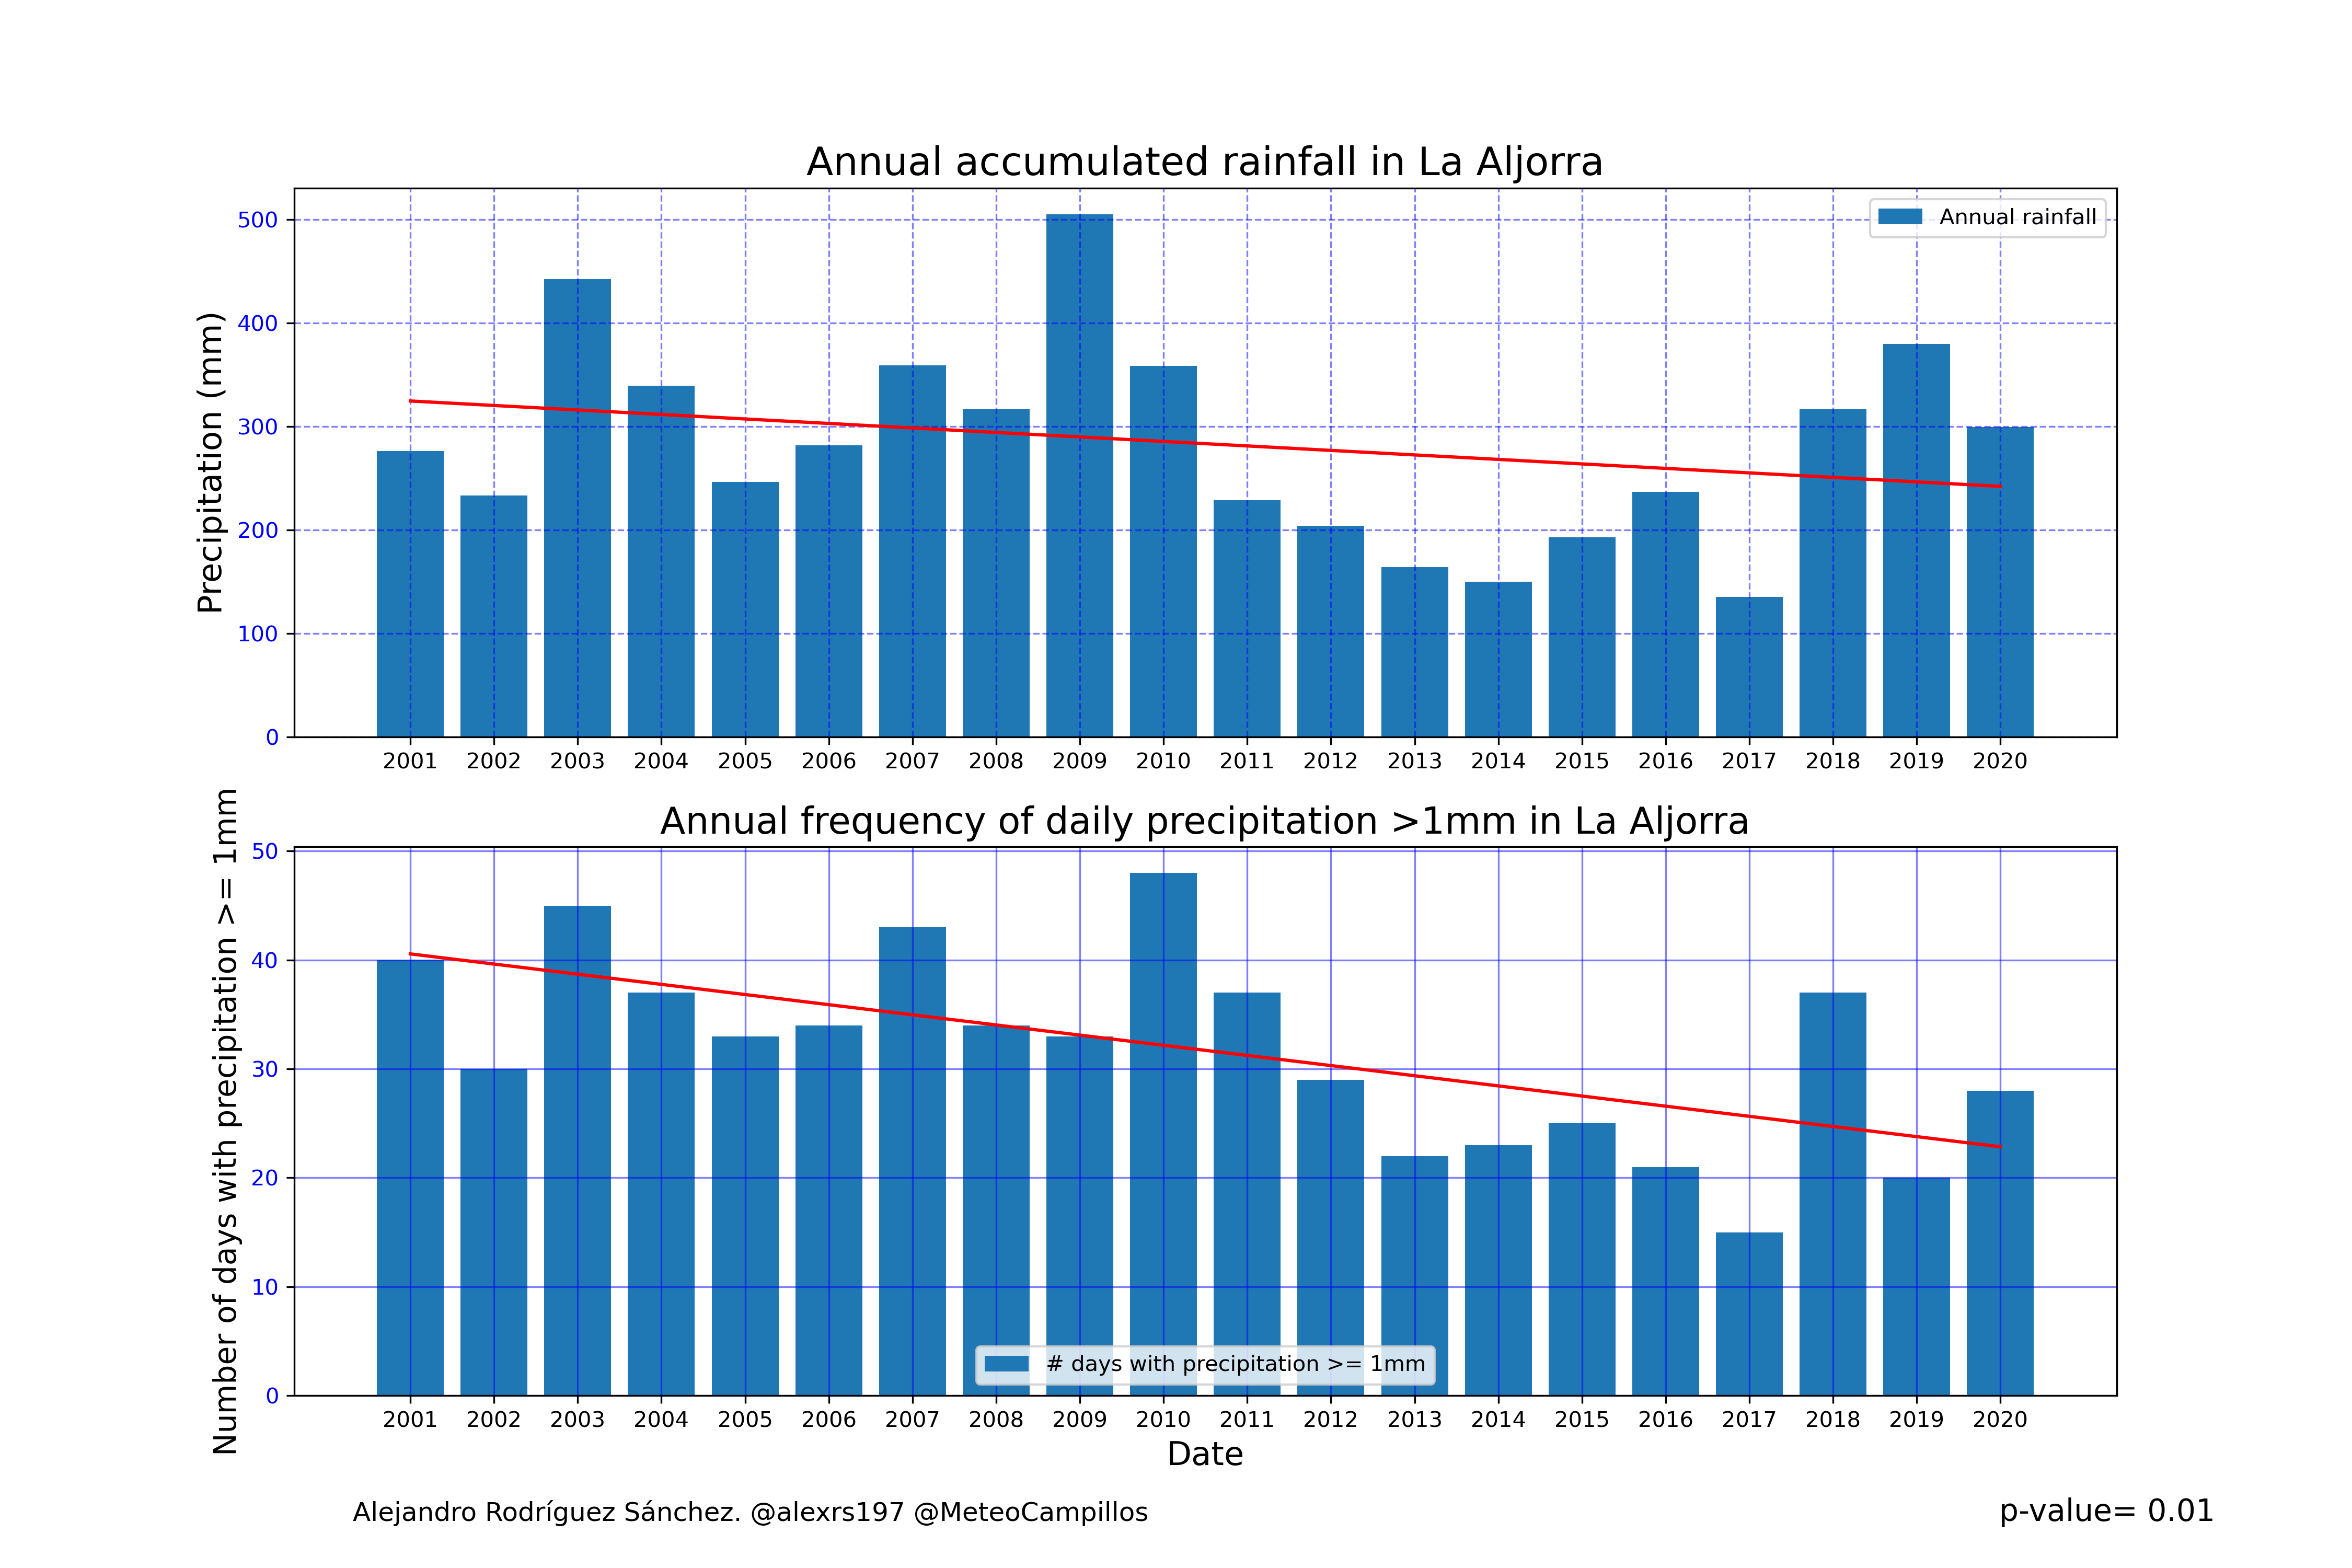 Annual accumulated rainfall in La Aljorra
Precipitation (mm)
500
400
300
200
100
0
Annual rainfall
2001 2002 2003 2004 2005 2006 2007 2008 2009 2010 2011 2012 2013 2014 2015 2016 2017 2018 2019 2020
Annual frequency of daily precipitation >1mm in La Aljorra
Number of days with precipitation >= 1mm
50
40
30
20
10
0
# days with precipitation >= 1mm
2001 2002 2003 2004 2005 2006 2007 2008 2009 2010 2011 2012 2013 2014 2015 2016 2017 2018 2019 2020
Date
Alejandro Rodríguez Sánchez. @alexrs197 @MeteoCampillos
p-value= 0.01